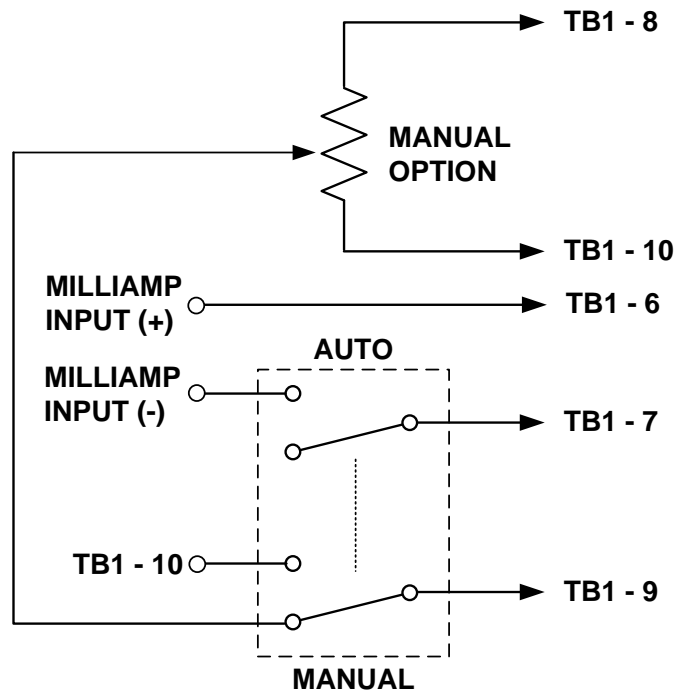 TB1 - 8
MANUAL
OPTION
TB1 - 10
MILLIAMP
INPUT (+)
TB1 - 6
AUTO
MILLIAMP
INPUT (-)
TB1 - 7
TB1 - 10
TB1 - 9
MANUAL